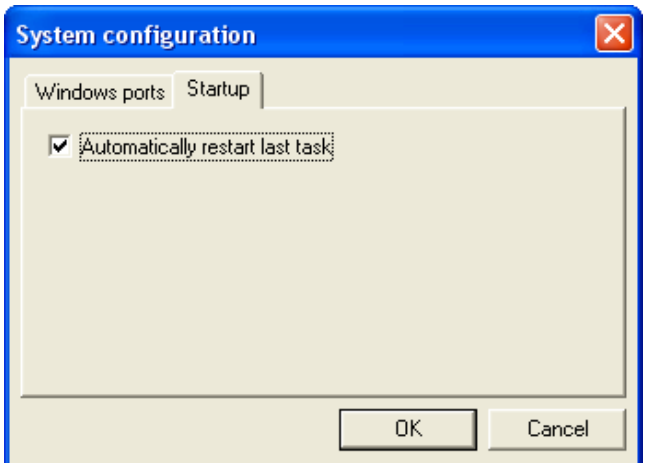 System configuration
Windows ports Startup
Automatically restart last task
OK Cancel